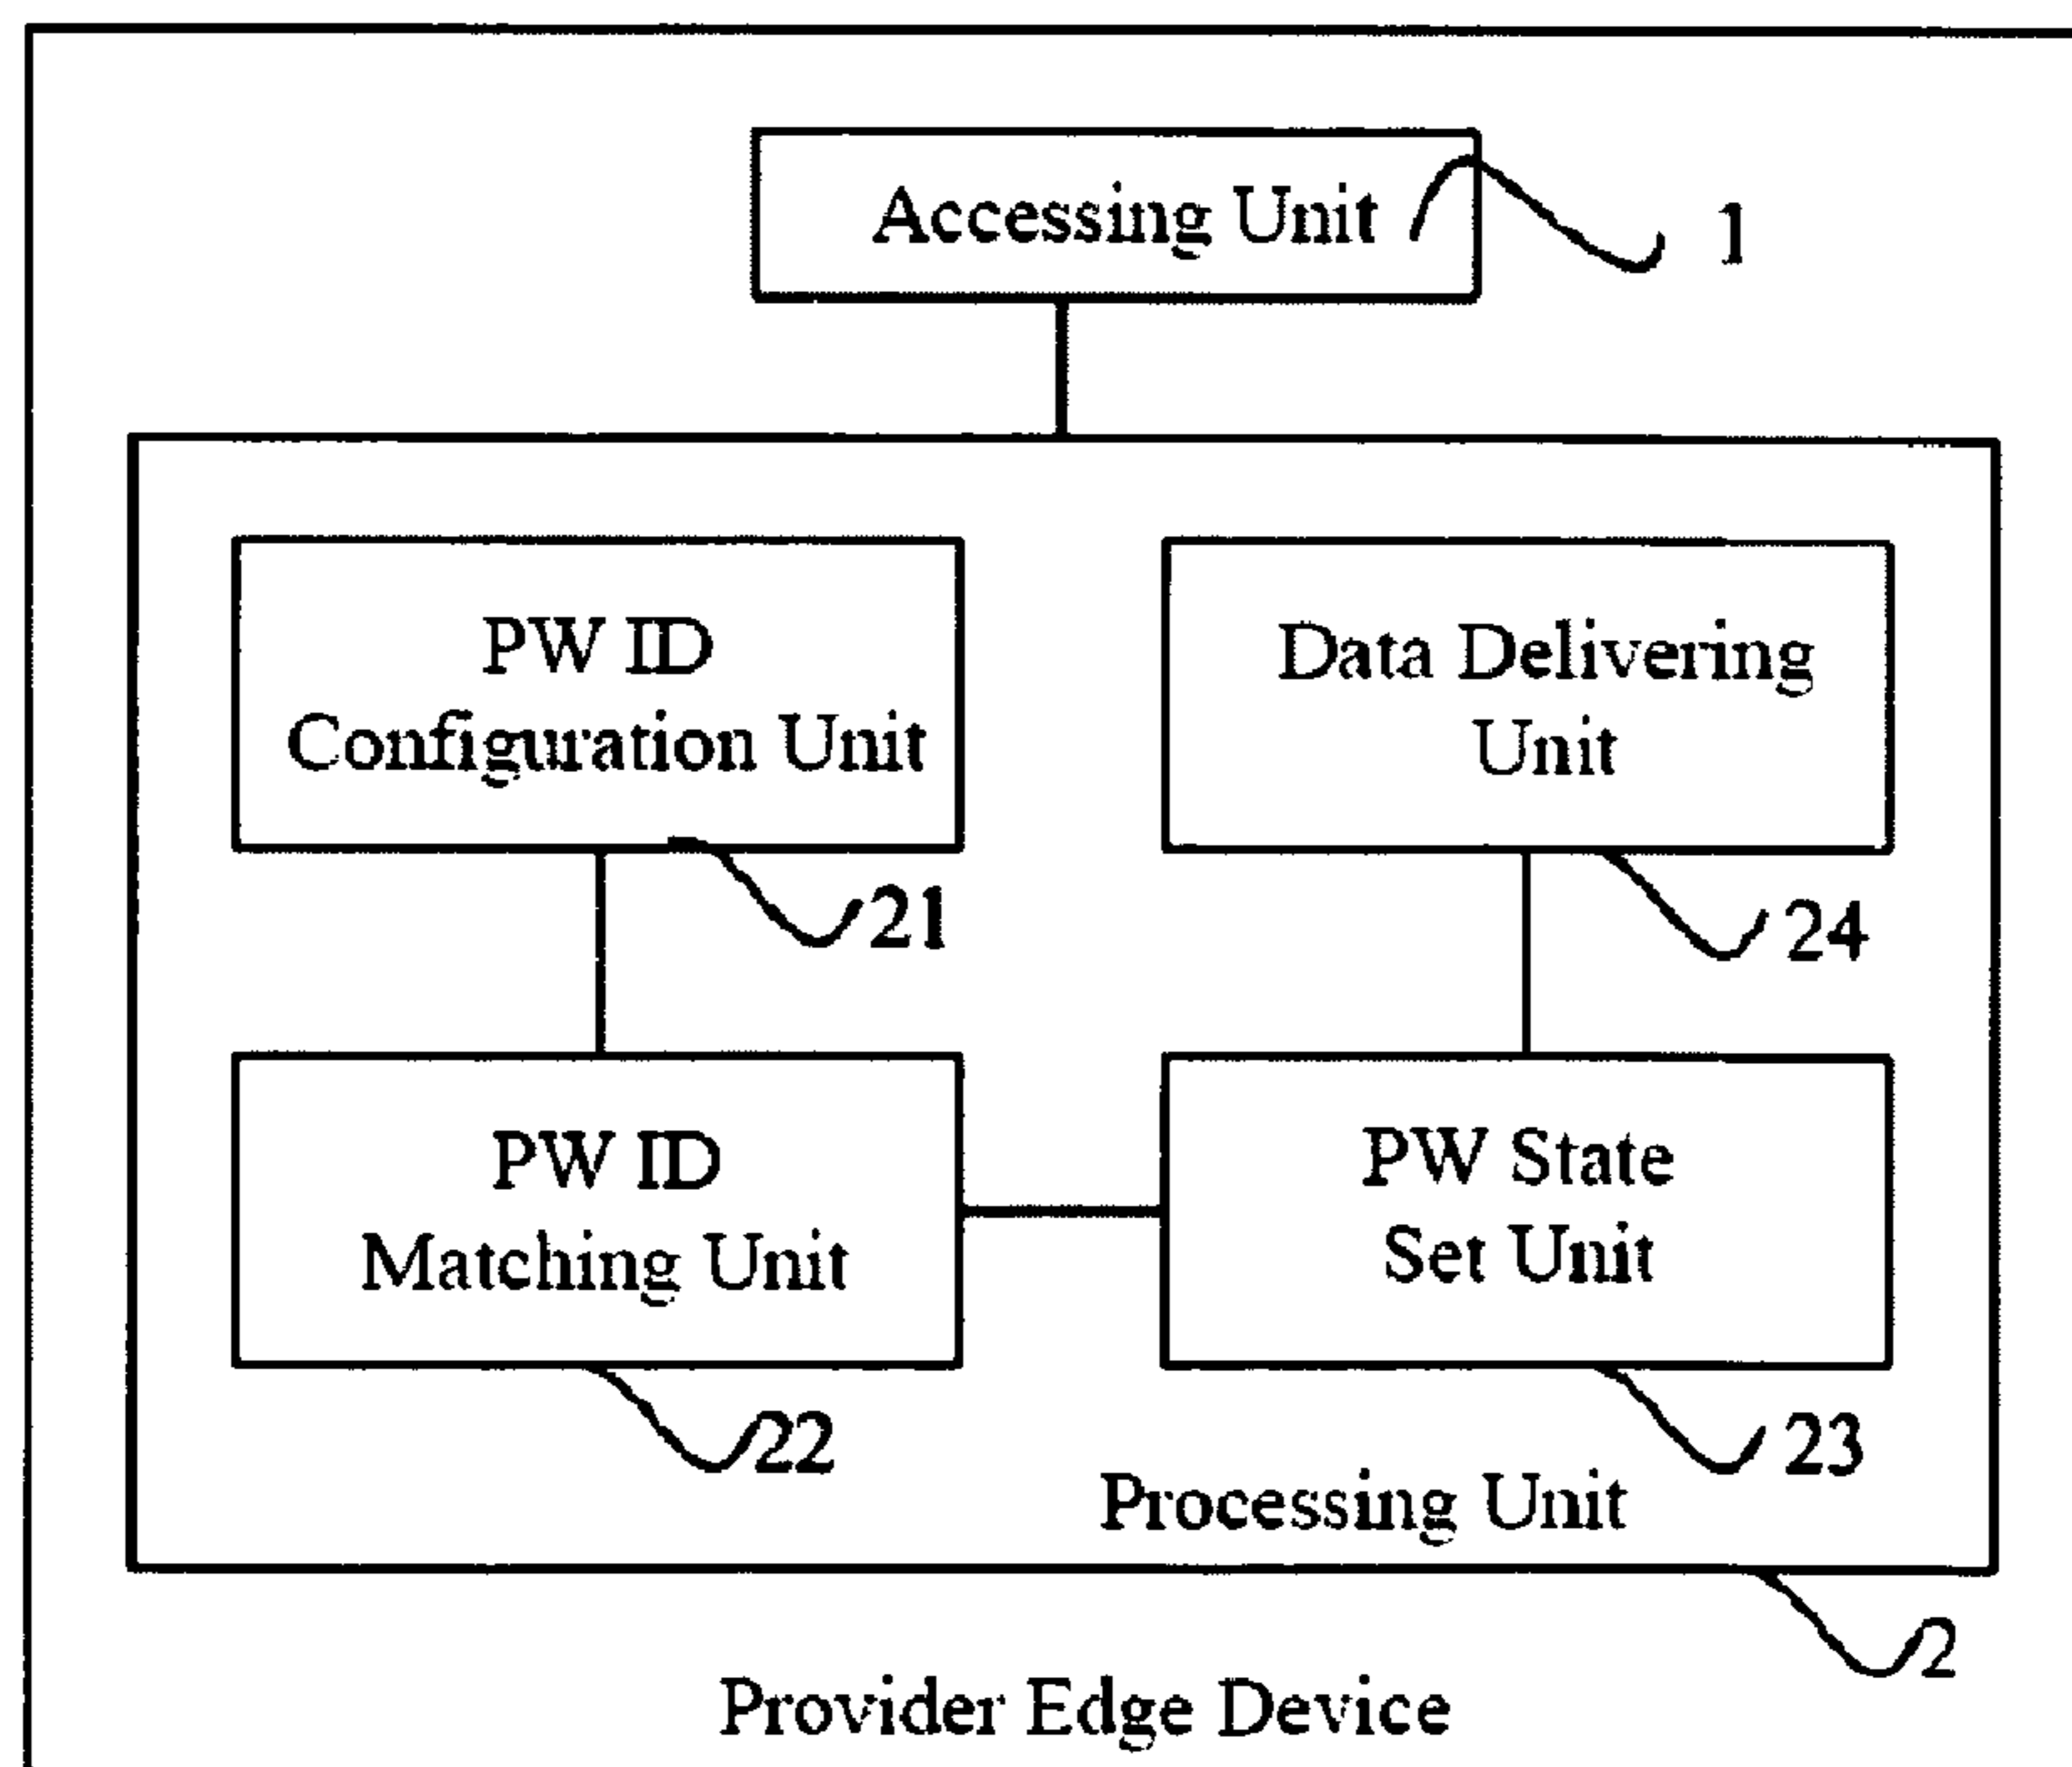 Accessing Unit
1
PW ID
Configuration Unit
21
Data Delivering
Unit
24
PW ID
Matching Unit
22
PW State
Set Unit
23
Processing Unit
2
Provider Edge Device